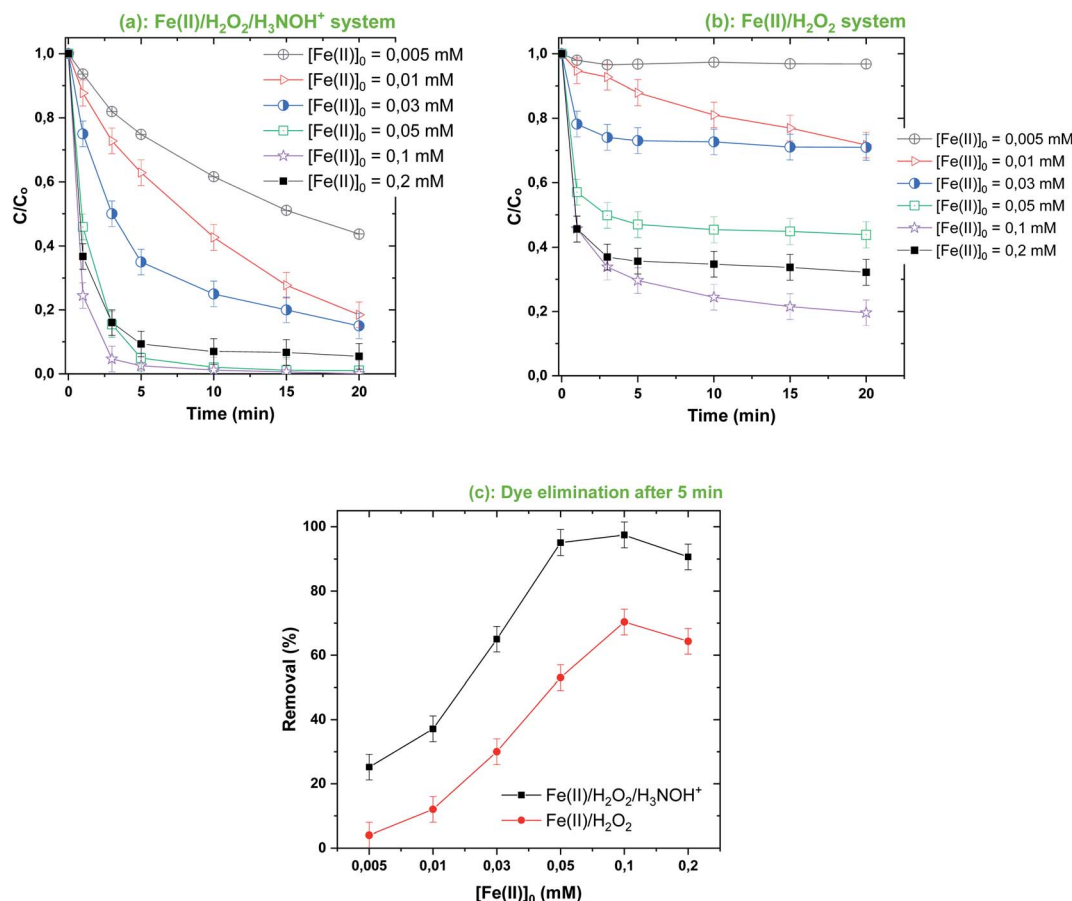 (a): Fe(II)/H₂O₂/H₃NOH⁺ system
1,0
0,8
0,6
0,4
0,2
0,0
C/Cₒ
[Fe(II)]₀ = 0,005 mM
[Fe(II)]₀ = 0,01 mM
[Fe(II)]₀ = 0,03 mM
[Fe(II)]₀ = 0,05 mM
[Fe(II)]₀ = 0,1 mM
[Fe(II)]₀ = 0,2 mM
0 5 10 15 20
Time (min)
(b): Fe(II)/H₂O₂ system
1,0
0,8
0,6
0,4
0,2
0,0
C/Cₒ
[Fe(II)]₀ = 0,005 mM
[Fe(II)]₀ = 0,01 mM
[Fe(II)]₀ = 0,03 mM
[Fe(II)]₀ = 0,05 mM
[Fe(II)]₀ = 0,1 mM
[Fe(II)]₀ = 0,2 mM
0 5 10 15 20
Time (min)
(c): Dye elimination after 5 min
100
80
60
40
20
0
Removal (%)
Fe(II)/H₂O₂/H₃NOH⁺
Fe(II)/H₂O₂
0,005 0,01 0,03 0,05 0,1 0,2
[Fe(II)]₀ (mM)